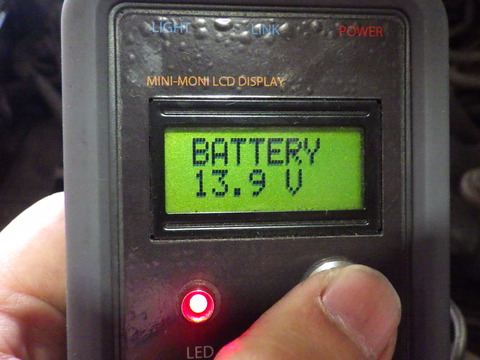 LIGHT LINK POWER
MINI-MONI LCD DISPLAY
BATTERY
13.9 V
LED